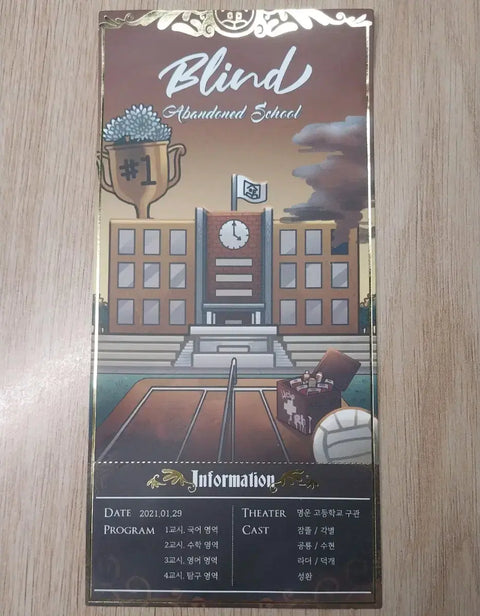 Blind
Abandoned School
#1
Information
DATE 2021.01.29
PROGRAM 1교시. 국어 영역
2교시. 수학 영역
3교시. 영어 영역
4교시. 탐구 영역
THEATER 명운 고등학교 구관
CAST 잠뜰 / 각별
공룡 / 수현
라더 / 덕개
성환